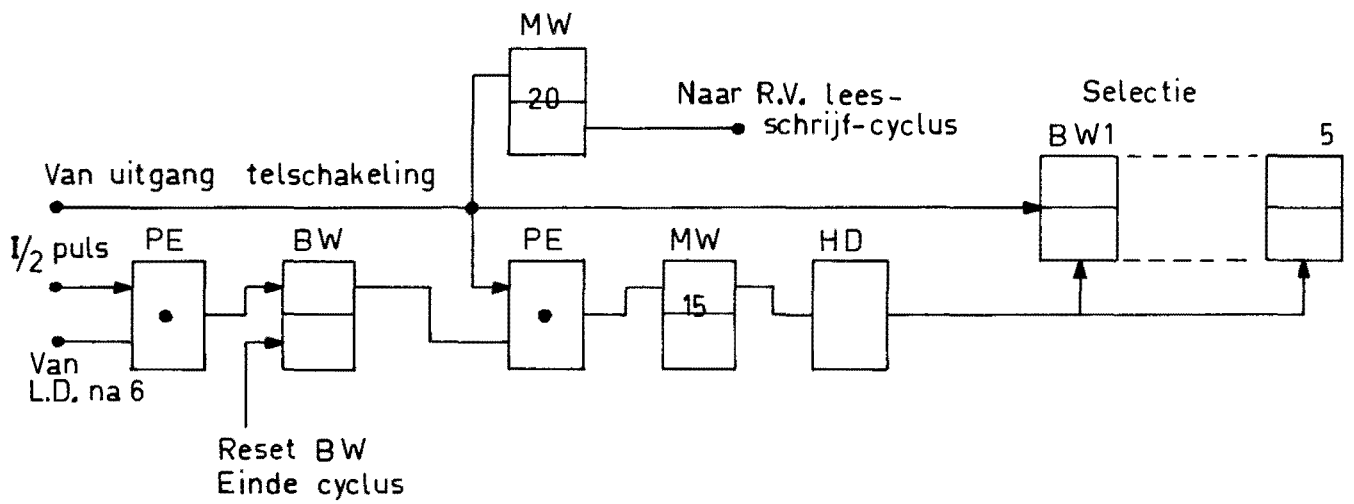 MW
20
Naar R.V. lees-
schrijf-cyclus
Selectie
BW1
5
Van uitgang telschakeling
I/2 puls
PE
BW
PE
MW
15
HD
Van
L.D. na 6
Reset BW
Einde cyclus